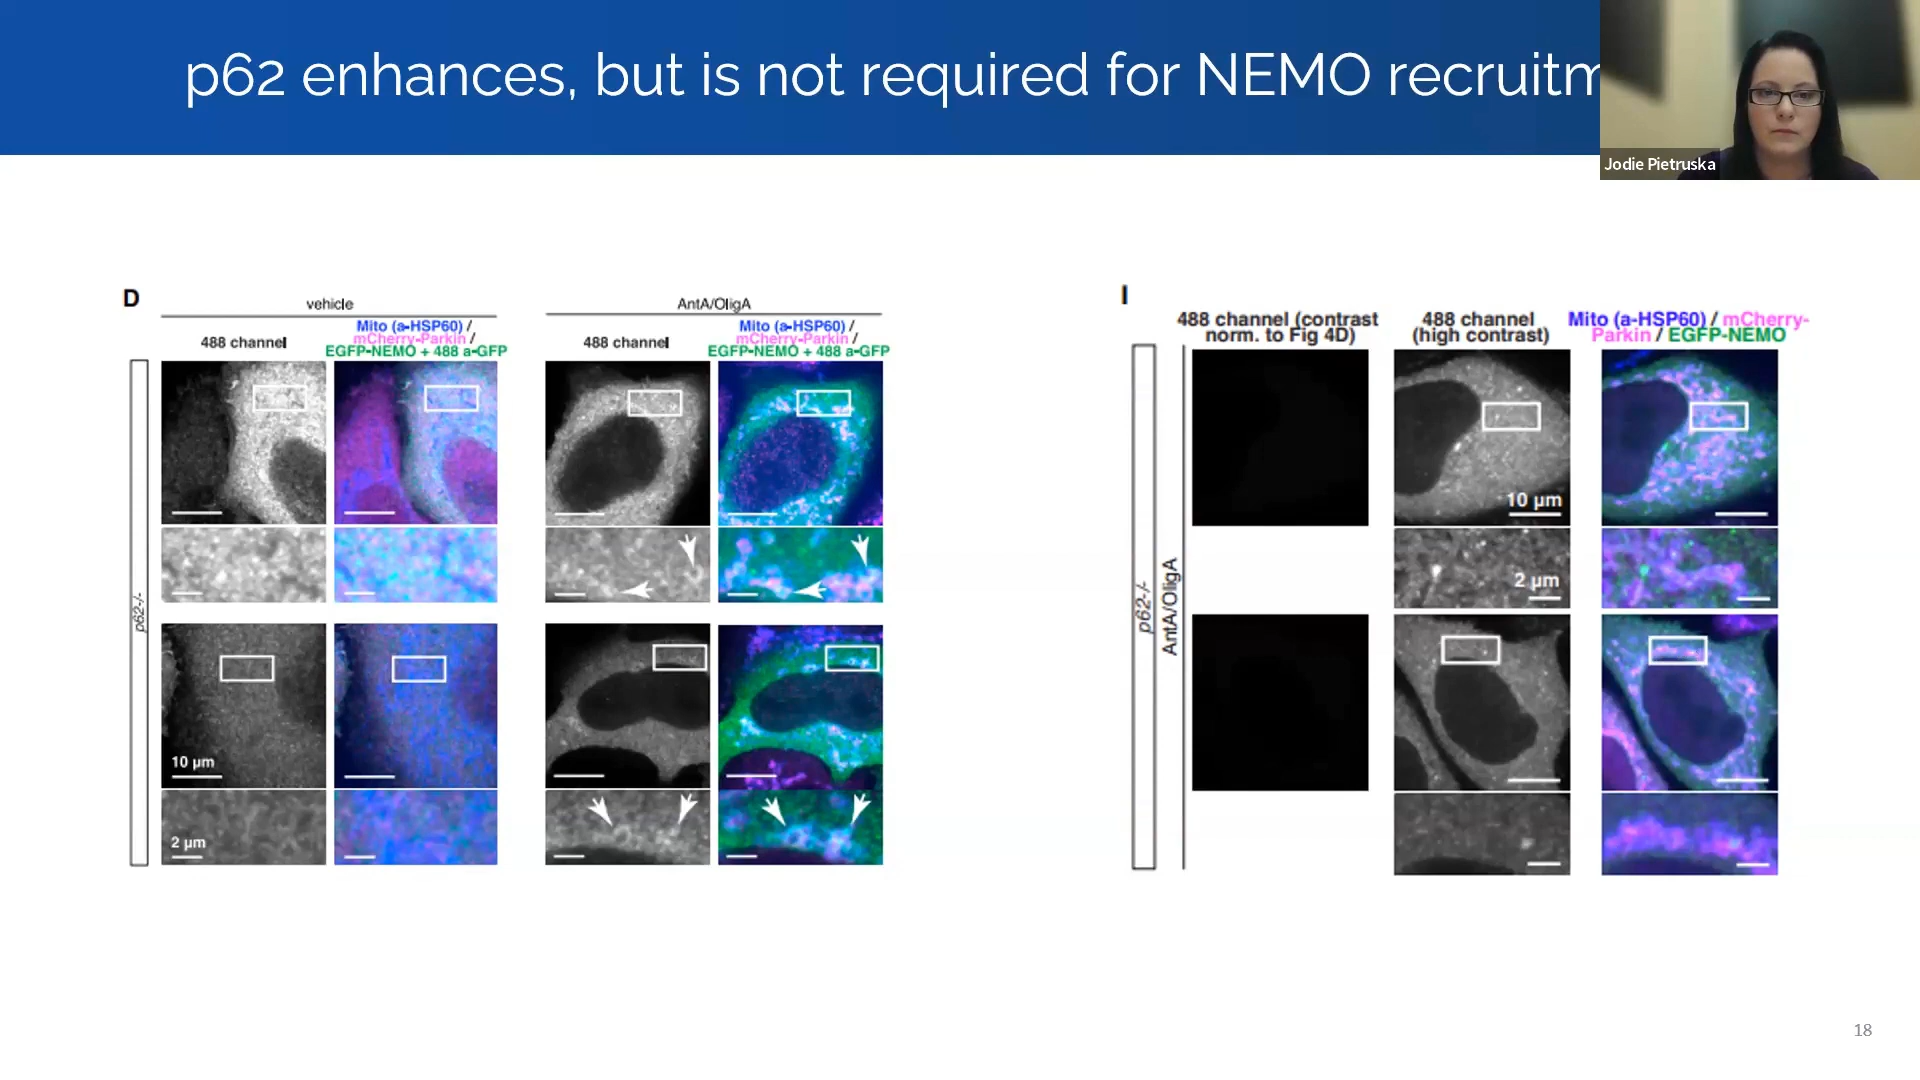 p62 enhances, but is not required for NEMO recruitm
Jodie Pietruska
D
vehicle
AntA/OligA
488 channel
Mito (a-HSP60) /
mCherry-Parkin /
EGFP-NEMO + 488 a-GFP
488 channel
Mito (a-HSP60) /
mCherry-Parkin /
EGFP-NEMO + 488 a-GFP
p62-/-
10 µm
2 µm
I
488 channel (contrast
norm. to Fig 4D)
488 channel
(high contrast)
Mito (a-HSP60) / mCherry-
Parkin / EGFP-NEMO
p62-/-
AntA/OligA
10 µm
2 µm
18